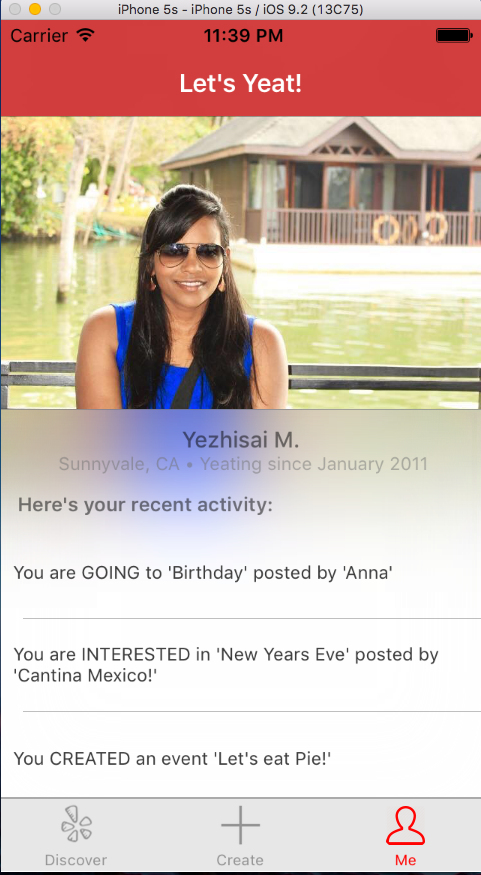 iPhone 5s - iPhone 5s / iOS 9.2 (13C75)
Carrier 11:39 PM
Let's Yeat!
Yezhisai M.
Sunnyvale, CA • Yeating since January 2011
Here's your recent activity:
You are GOING to 'Birthday' posted by 'Anna'
You are INTERESTED in 'New Years Eve' posted by
'Cantina Mexico!'
You CREATED an event 'Let's eat Pie!'
Discover Create Me